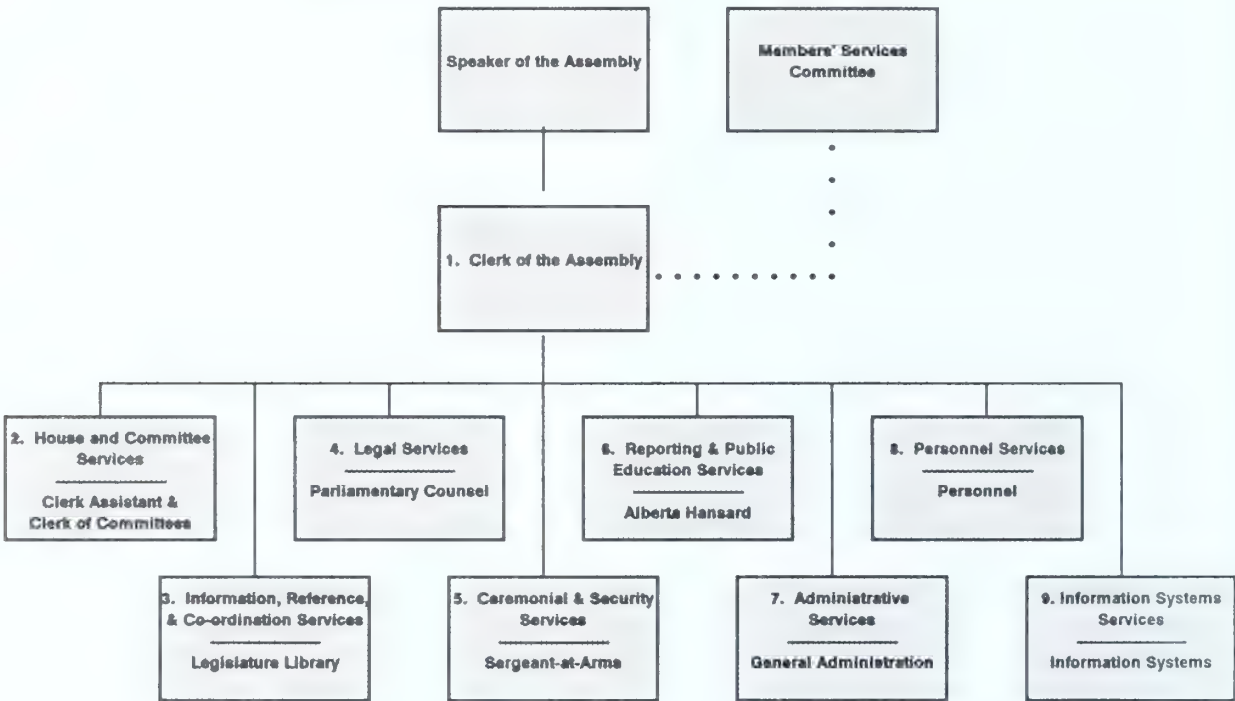 Speaker of the Assembly
Members' Services
Committee
1. Clerk of the Assembly
2. House and Committee
Services
Clerk Assistant &
Clerk of Committees
4. Legal Services
Parliamentary Counsel
6. Reporting & Public
Education Services
Alberta Hansard
8. Personnel Services
Personnel
3. Information, Reference,
& Co-ordination Services
Legislature Library
5. Ceremonial & Security
Services
Sergeant-at-Arms
7. Administrative
Services
General Administration
9. Information Systems
Services
Information Systems